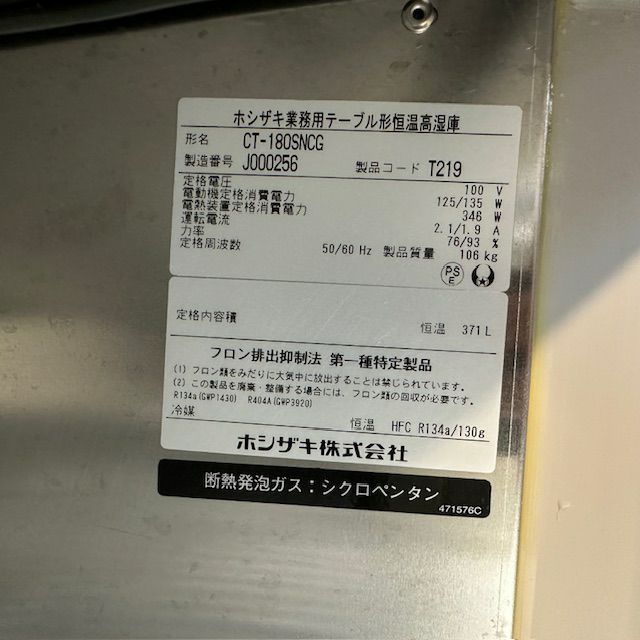 ホシザキ業務用テーブル形恒温高湿庫
形名 CT-180SNCG
製造番号 J000256 製品コード T219
定格電圧 100 V
電動機定格消費電力 125/135 W
電熱装置定格消費電力 346 W
運転電流 2.1/1.9 A
力率 76/93 %
定格周波数 50/60 Hz 製品質量 106 kg
PSE
定格内容積 恒温 371 L
フロン排出抑制法 第一種特定製品
(1) フロン類をみだりに大気中に放出することは禁じられています。
(2) この製品を廃棄・整備する場合には、フロン類の回収が必要です。
R134a(GWP1430) R404A(GWP3920)
冷媒 恒温 HFC R134a/130g
ホシザキ株式会社
断熱発泡ガス:シクロペンタン
471576C